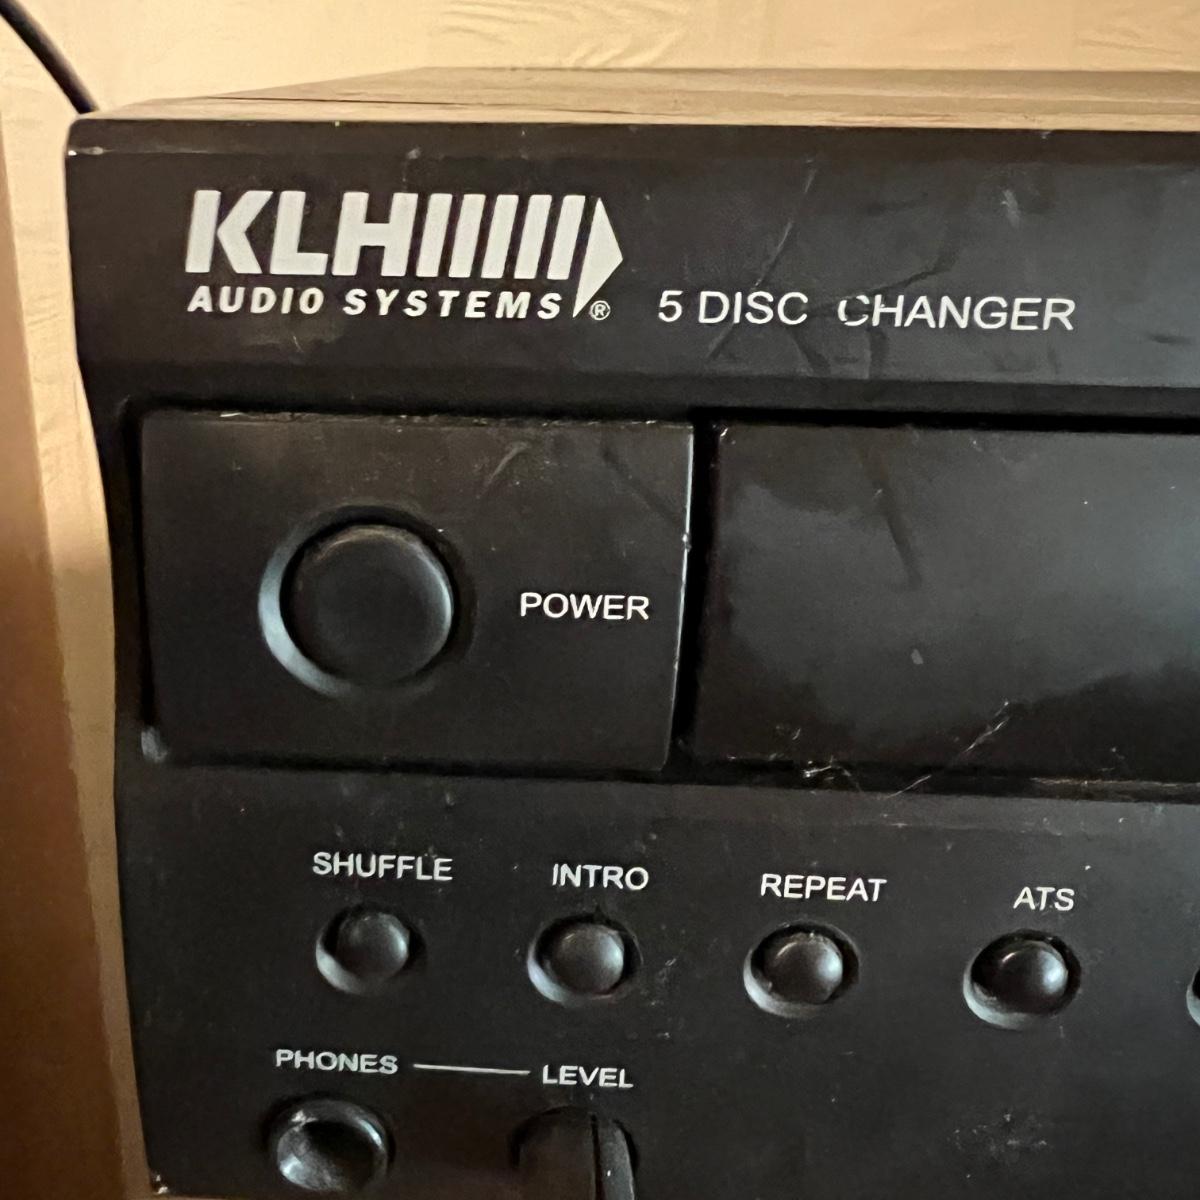 KLH
AUDIO SYSTEMS® 5 DISC CHANGER
POWER
SHUFFLE INTRO REPEAT ATS
PHONES LEVEL